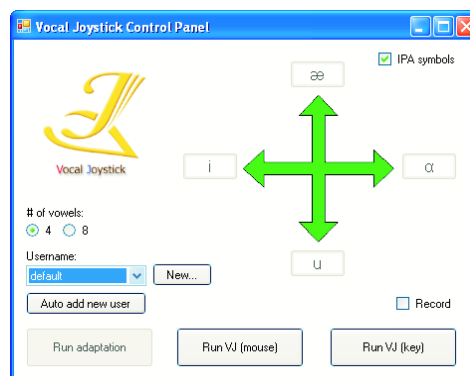 Vocal Joystick Control Panel
IPA symbols
æ
Vocal Joystick
i
ɑ
# of vowels:
4 8
u
Username:
default New...
Auto add new user
Record
Run adaptation Run VJ (mouse) Run VJ (key)